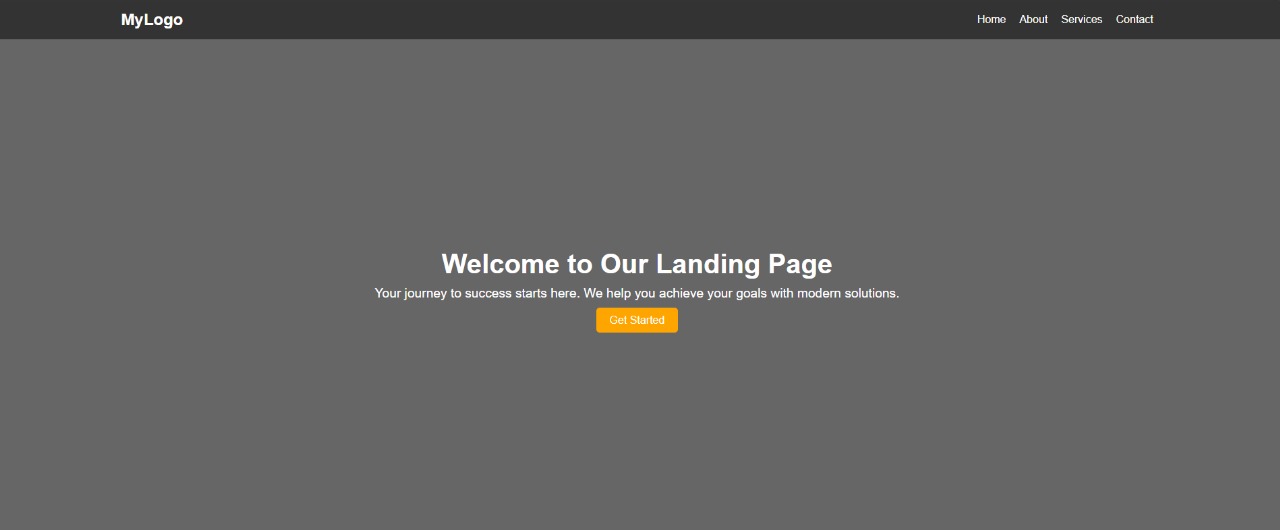 MyLogo
Home About Services Contact
Welcome to Our Landing Page
Your journey to success starts here. We help you achieve your goals with modern solutions.
Get Started